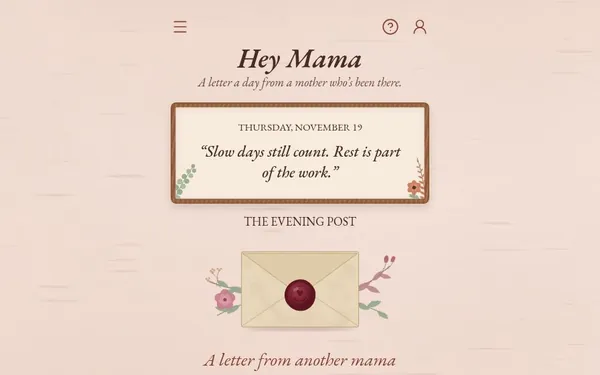 Hey Mama
A letter a day from a mother who's been there.
THURSDAY, NOVEMBER 19
“Slow days still count. Rest is part
of the work.”
THE EVENING POST
A letter from another mama